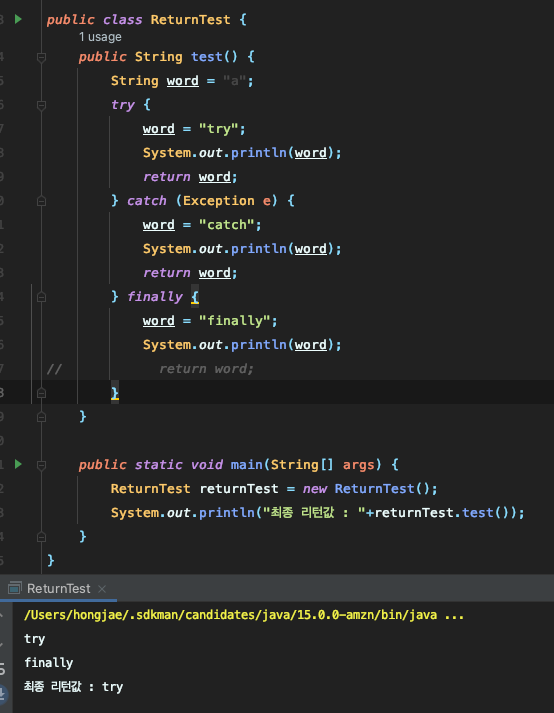 public class ReturnTest {
1 usage
public String test() {
String word = "a";
try {
word = "try";
System.out.println(word);
return word;
} catch (Exception e) {
word = "catch";
System.out.println(word);
return word;
} finally {
word = "finally";
System.out.println(word);
// return word;
}
}
public static void main(String[] args) {
ReturnTest returnTest = new ReturnTest();
System.out.println("최종 리턴값 : "+returnTest.test());
}
}
ReturnTest ×
/Users/hongjae/.sdkman/candidates/java/15.0.0-amzn/bin/java ...
try
finally
최종 리턴값 : try